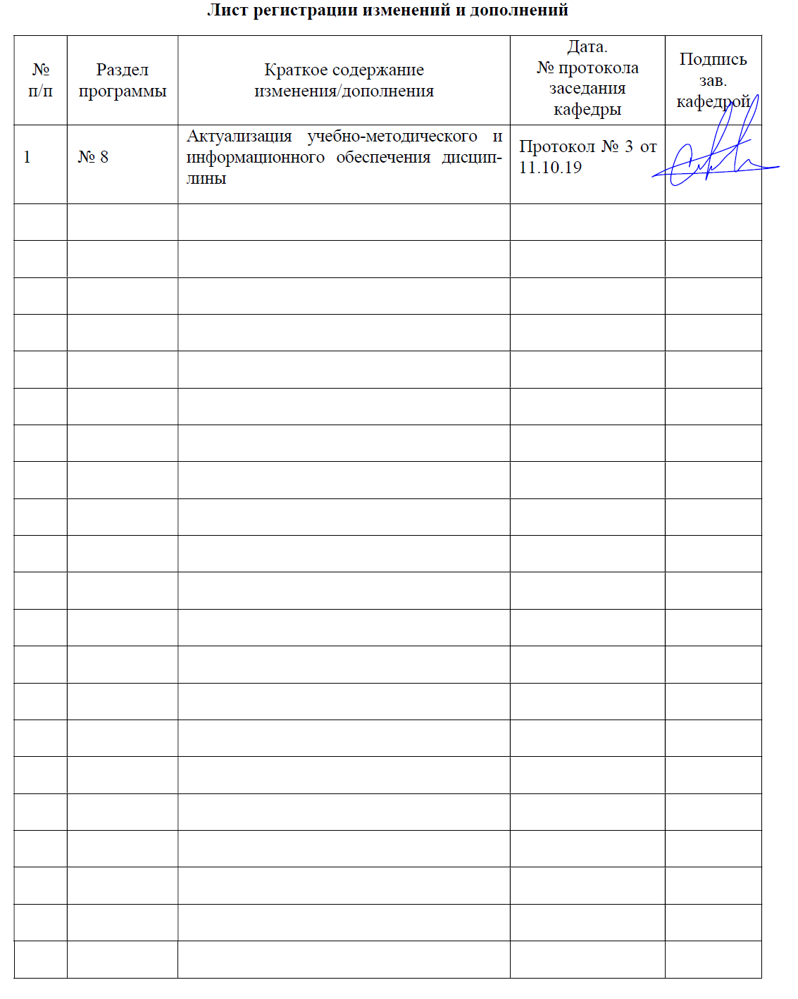 Лист регистрации изменений и дополнений
№
п/п
Раздел
программы
Краткое содержание
изменения/дополнения
Дата.
№ протокола
заседания
кафедры
Подпись
зав.
кафедрой
1
№ 8
Актуализация учебно-методического и
информационного обеспечения дисцип-
лины
Протокол № 3 от
11.10.19